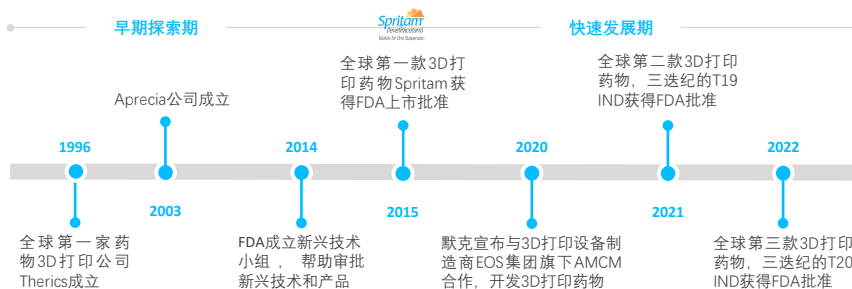 早期探索期
Spritam
(levetiracetam)
Tablets for Oral Suspension
快速发展期
Aprecia公司成立
全球第一款3D打
印药物Spritam获
得FDA上市批准
全球第二款3D打印
药物，三迭纪的T19
IND获得FDA批准
1996
2014
2020
2022
2003
2015
2021
全球第一家药
物3D打印公司
Therics成立
FDA成立新兴技术
小组，帮助审批
新兴技术和产品
默克宣布与3D打印设备制
造商EOS集团旗下AMCM
合作，开发3D打印药物
全球第三款3D打印
药物，三迭纪的T20
IND获得FDA批准